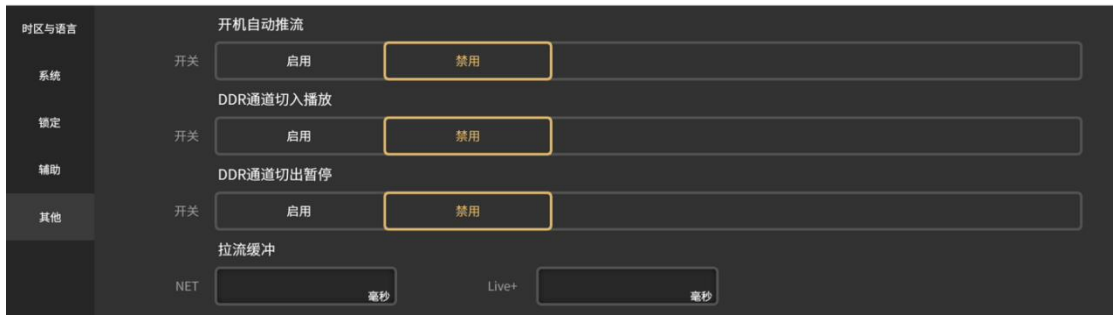 时区与语言
系统
锁定
辅助
其他
开机自动推流
开关 启用 禁用
DDR通道切入播放
开关 启用 禁用
DDR通道切出暂停
开关 启用 禁用
拉流缓冲
NET 毫秒 Live+ 毫秒